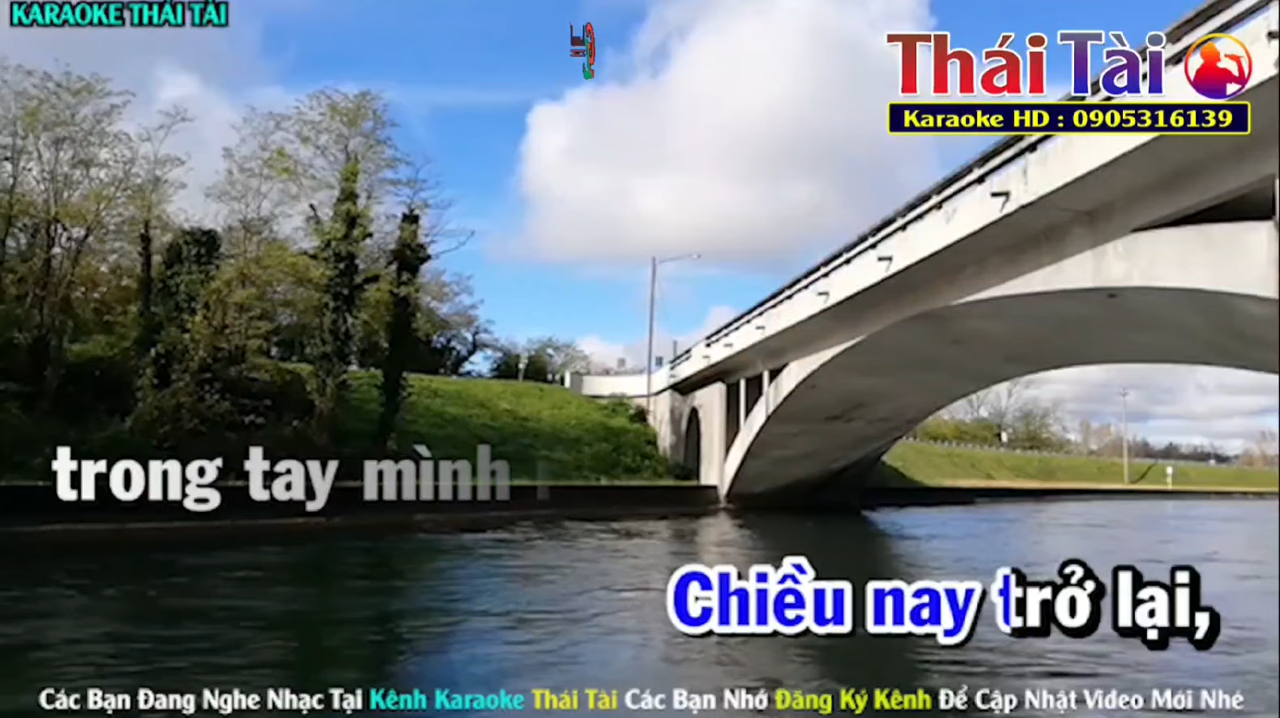 KARAOKE THÁI TÀI
Thái Tài
Karaoke HD : 0905316139
trong tay mình
Chiều nay trở lại,
Các Bạn Đang Nghe Nhạc Tại Kênh Karaoke Thái Tài Các Bạn Nhớ Đăng Ký Kênh Để Cập Nhật Video Mới Nhé